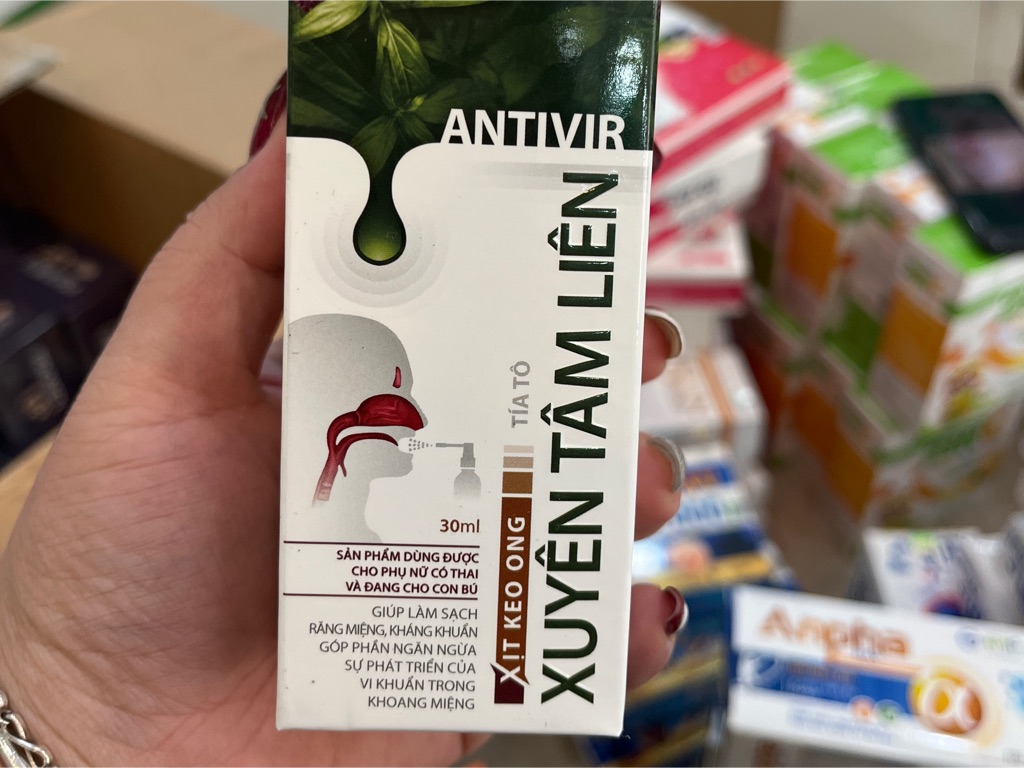 ANTIVIR
XUYÊN TÂM LIÊN
XỊT KEO ONG
TÍA TÔ
30ml
SẢN PHẨM DÙNG ĐƯỢC
CHO PHỤ NỮ CÓ THAI
VÀ ĐANG CHO CON BÚ
GIÚP LÀM SẠCH
RĂNG MIỆNG, KHÁNG KHUẨN
GÓP PHẦN NGĂN NGỪA
SỰ PHÁT TRIỂN CỦA
VI KHUẨN TRONG
KHOANG MIỆNG
Anpha
α